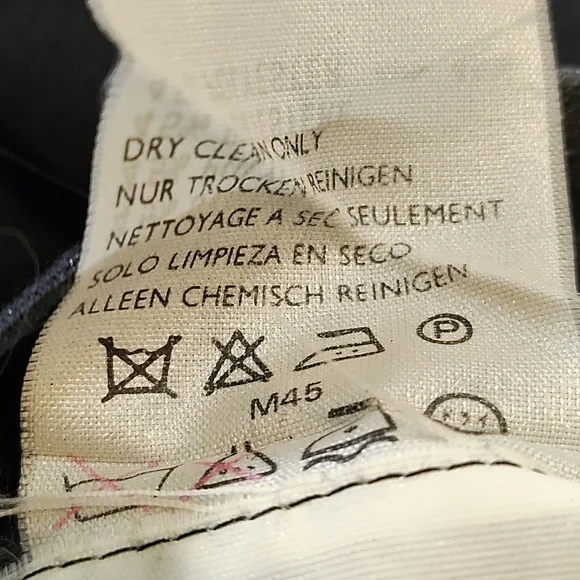 DRY CLEAN ONLY
NUR TROCKEN REINIGEN
NETTOYAGE A SEC SEULEMENT
SOLO LIMPIEZA EN SECO
ALLEEN CHEMISCH REINIGEN
P
M45